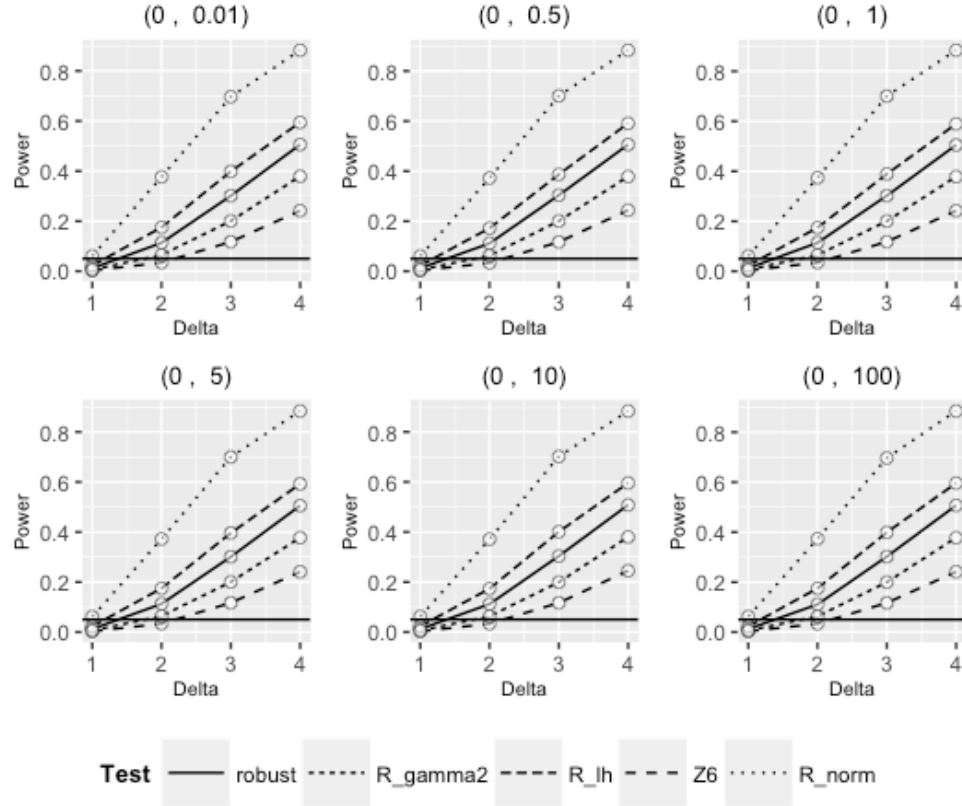 (0 , 0.01) (0 , 0.5) (0 , 1)
0.8 0.8 0.8
0.6 0.6 0.6
Power Power Power
0.4 0.4 0.4
0.2 0.2 0.2
0.0 0.0 0.0
1 2 3 4 1 2 3 4 1 2 3 4
Delta Delta Delta
(0 , 5) (0 , 10) (0 , 100)
0.8 0.8 0.8
0.6 0.6 0.6
Power Power Power
0.4 0.4 0.4
0.2 0.2 0.2
0.0 0.0 0.0
1 2 3 4 1 2 3 4 1 2 3 4
Delta Delta Delta
Test robust R_gamma2 R_lh Z6 R_norm